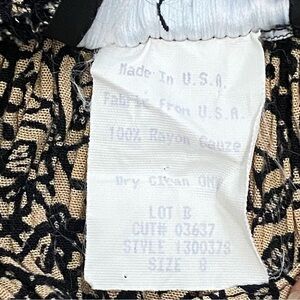 Made In U.S.A.
Fabric From U.S.A.
100% Rayon Gauze
Dry Clean Only
LOT B
CUT# 03637
STYLE 1300378
SIZE 8